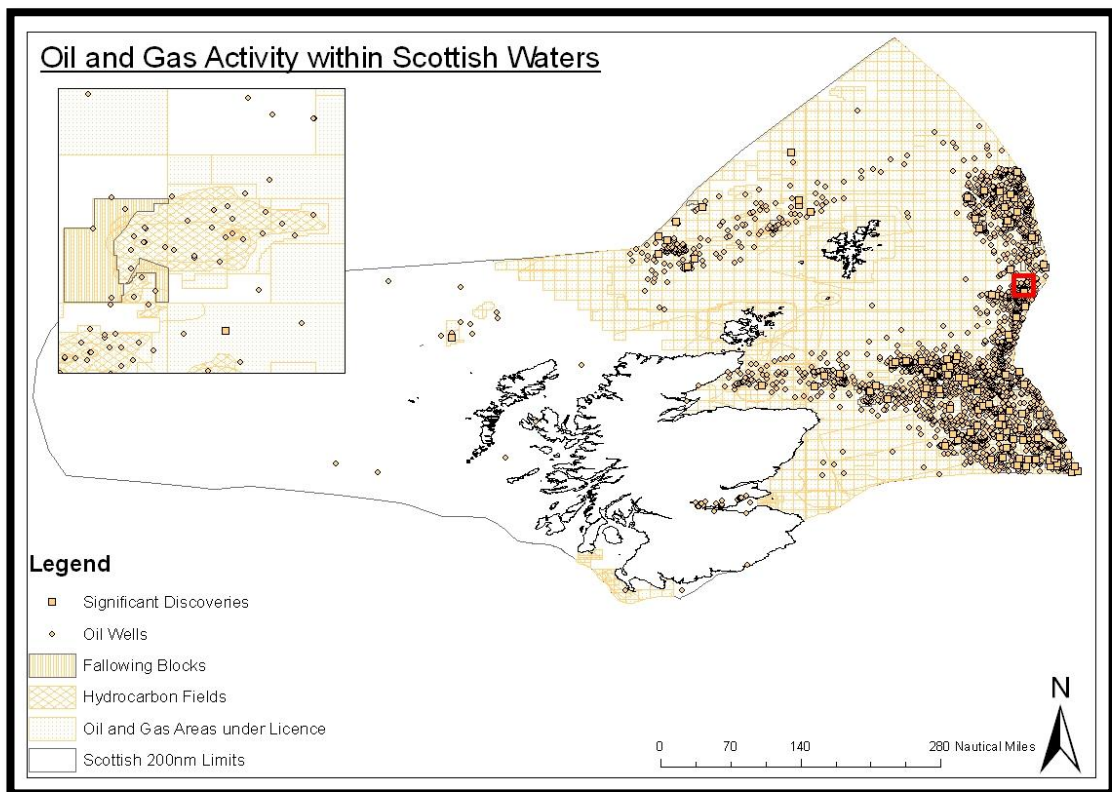 Oil and Gas Activity within Scottish Waters
Legend
Significant Discoveries
Oil Wells
Fallowing Blocks
Hydrocarbon Fields
Oil and Gas Areas under Licence
Scottish 200nm Limits
0 70 140 280 Nautical Miles
N